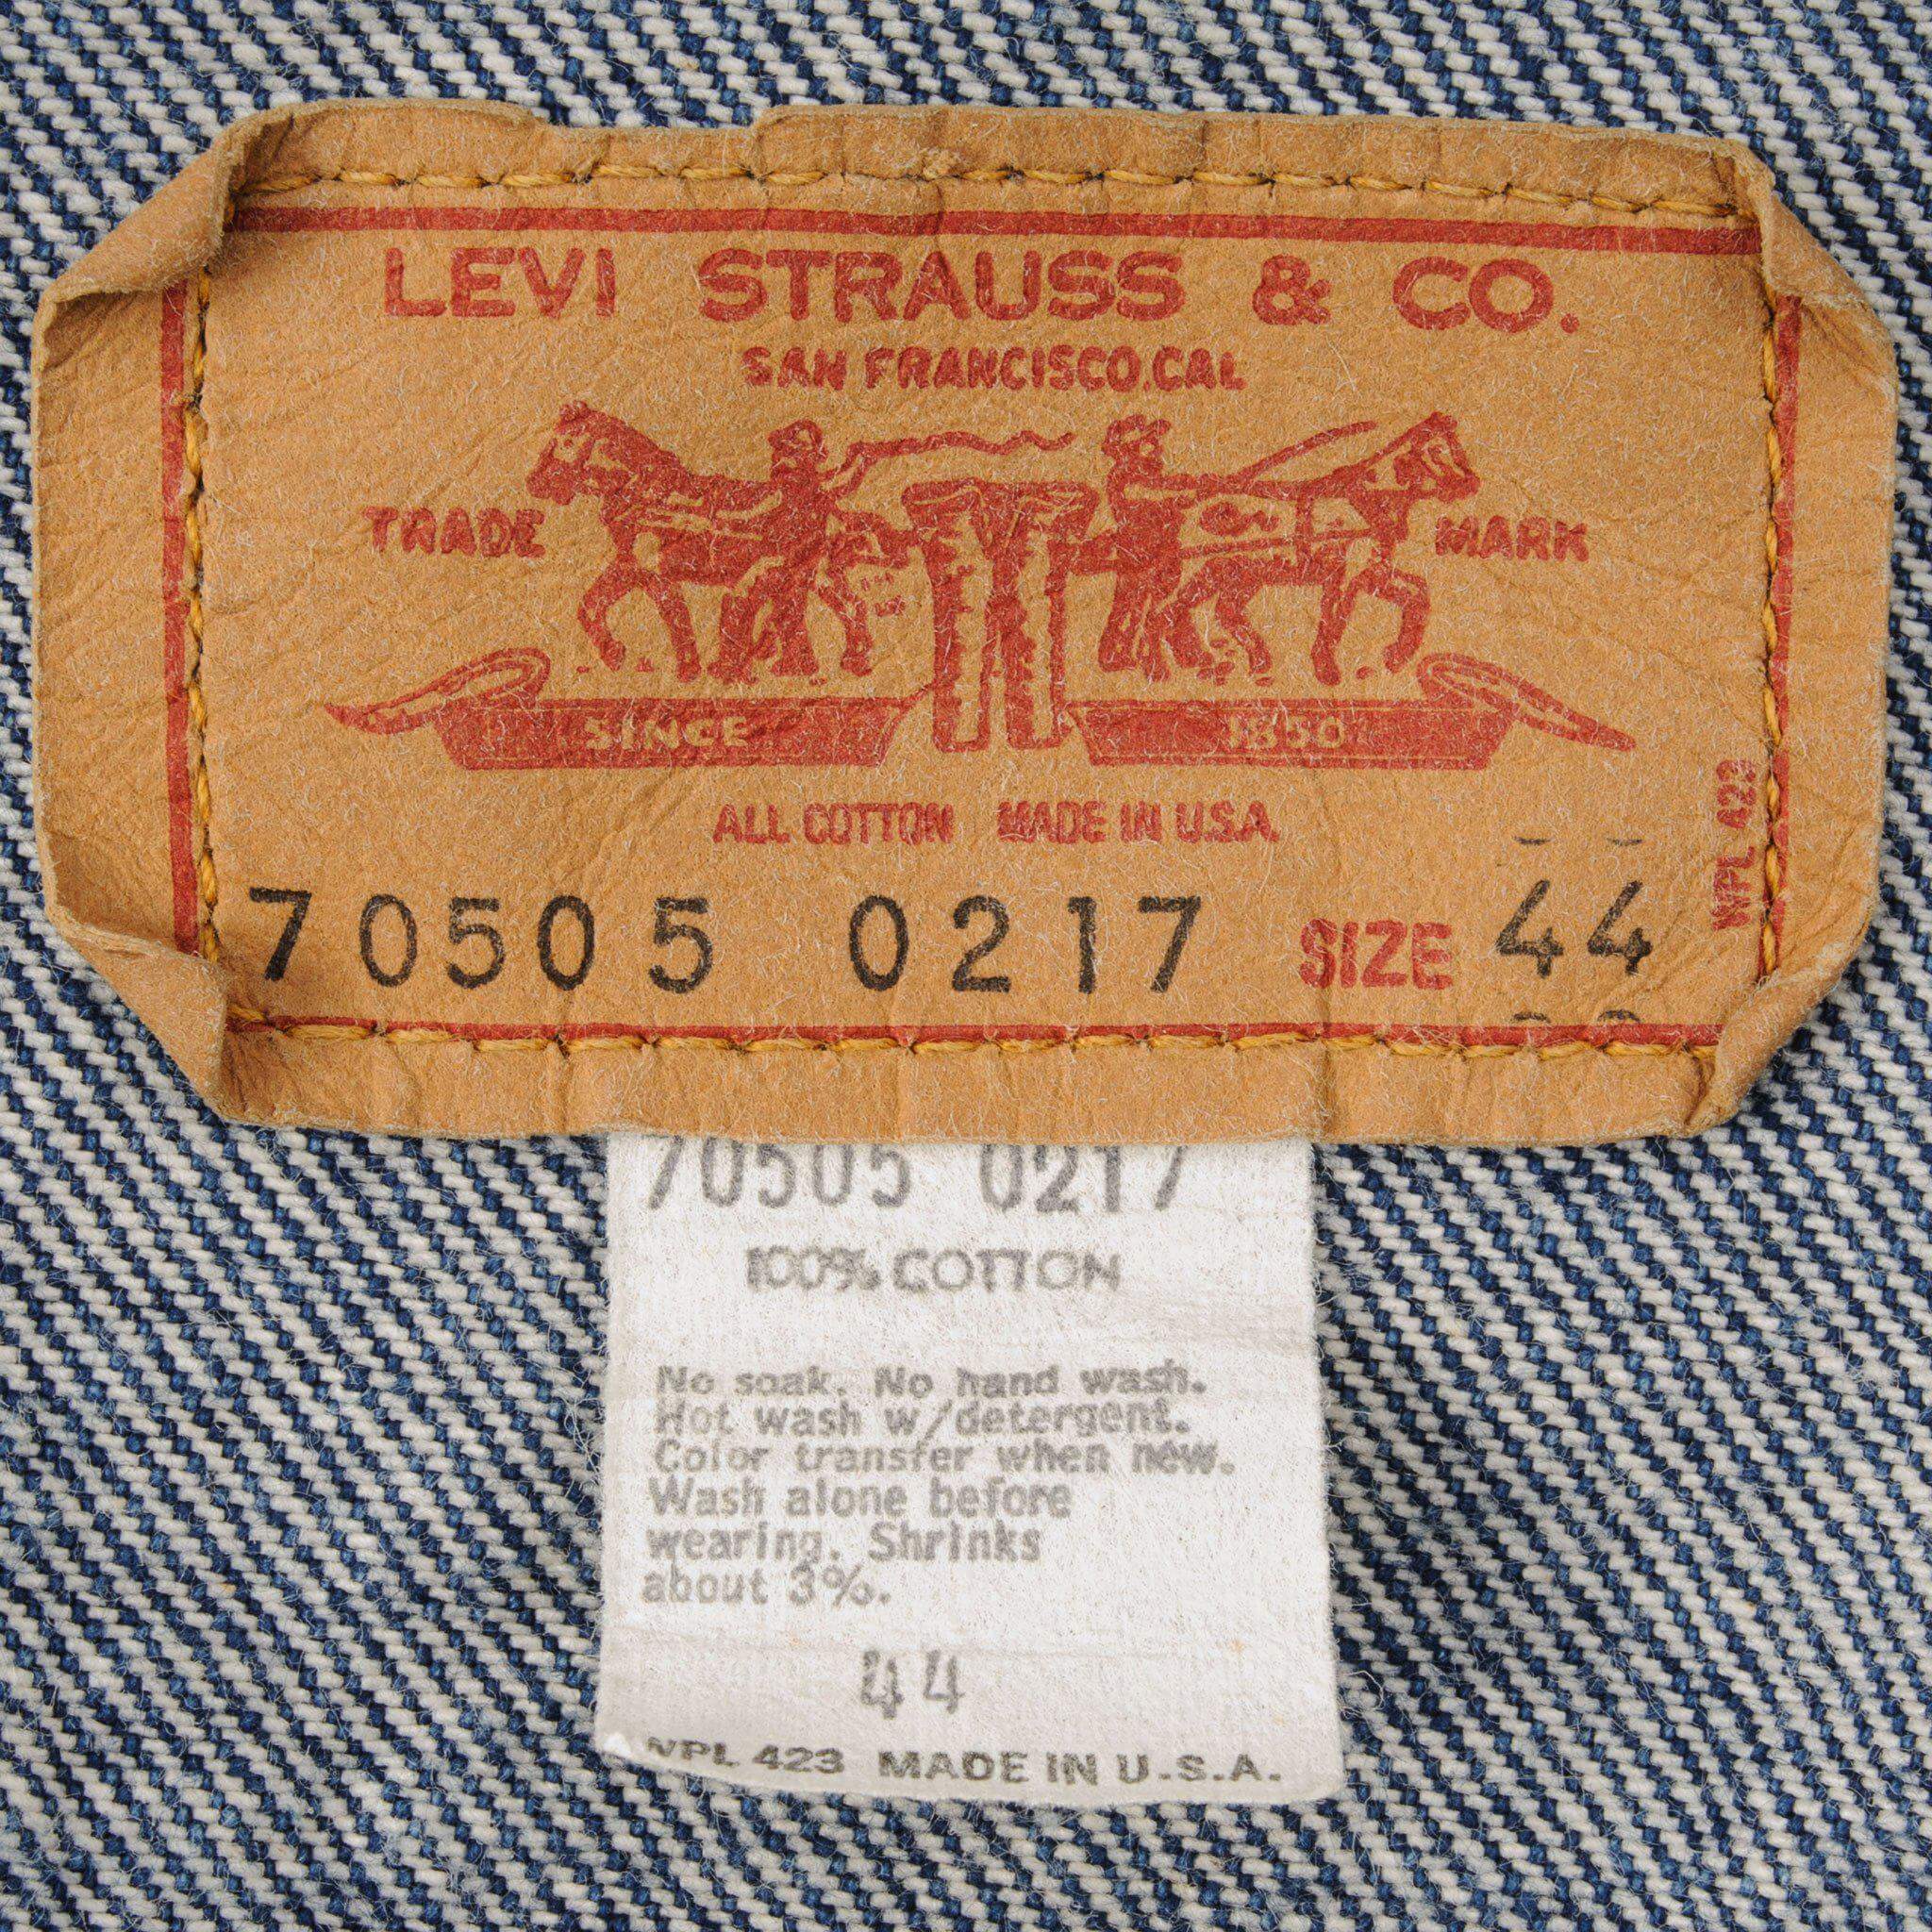 LEVI STRAUSS & CO.
SAN FRANCISCO, CAL
TRADE MARK
SINCE 1850
ALL COTTON MADE IN U.S.A.
70505 0217 SIZE 44
WPL 423
70505 0217
100% COTTON
No soak. No hand wash.
Hot wash w/detergent.
Color transfer when new.
Wash alone before
wearing. Shrinks
about 3%.
44
WPL 423 MADE IN U.S.A.